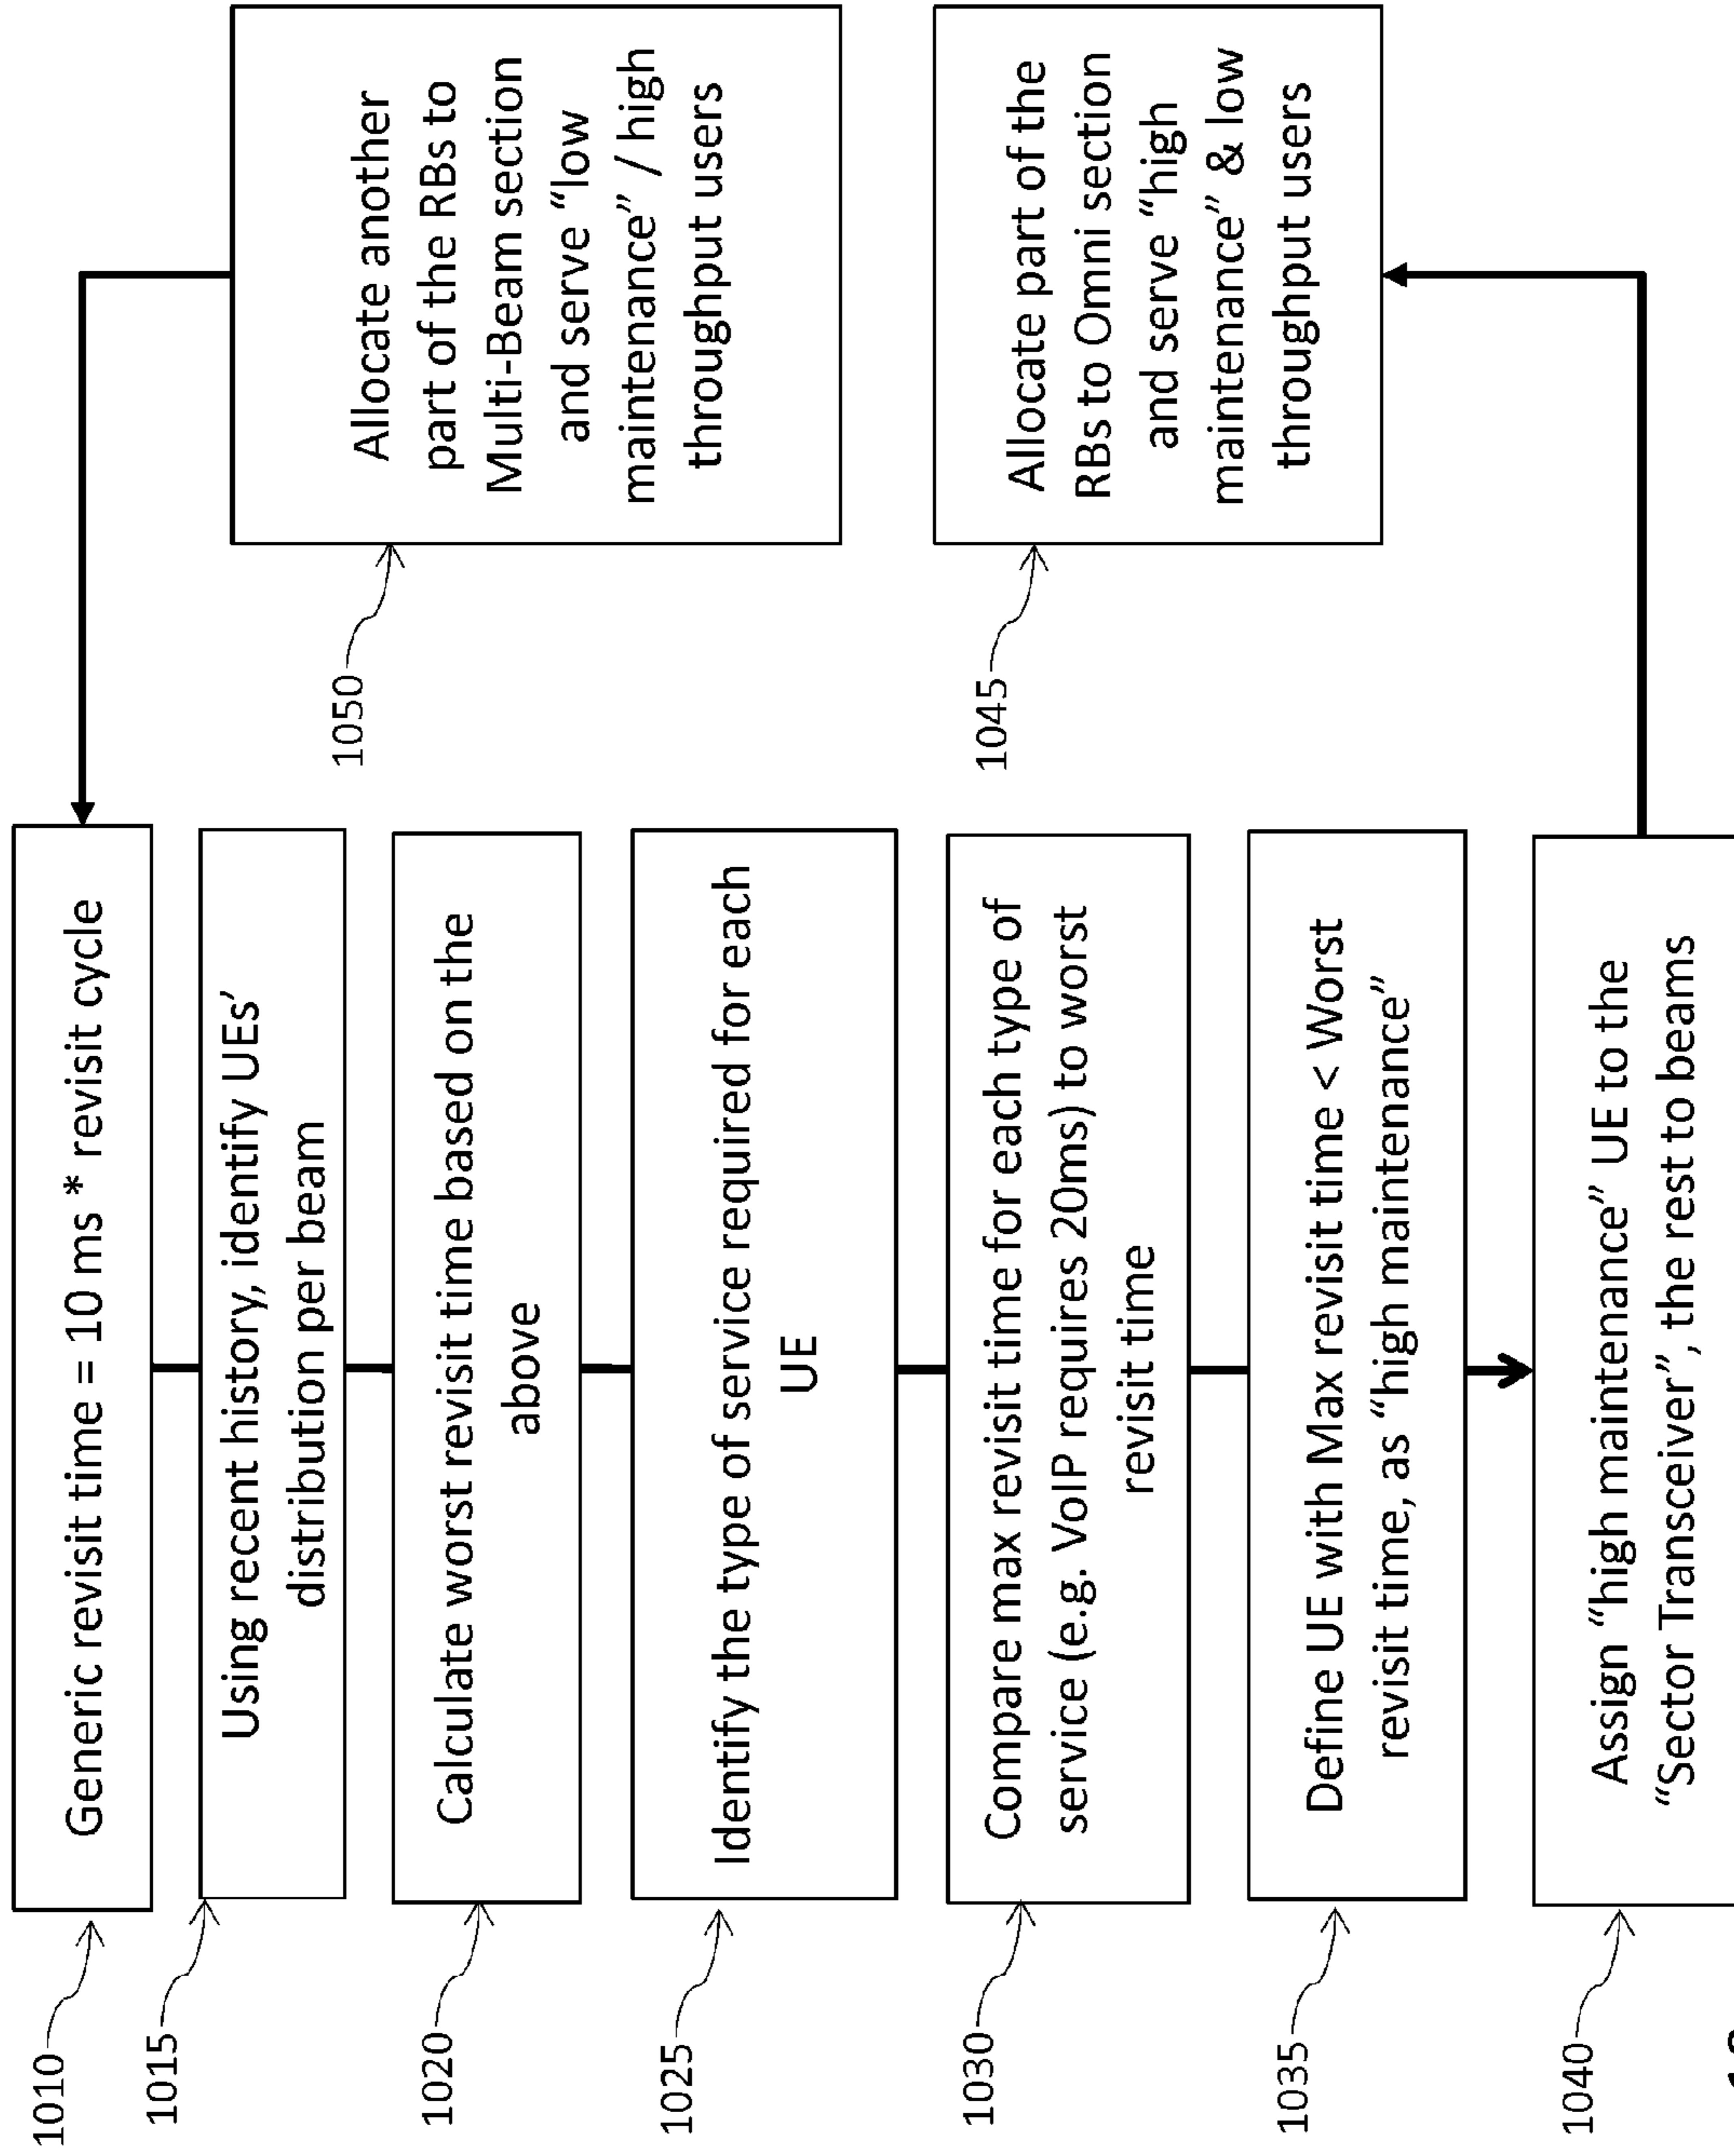 1010
Generic revisit time = 10 ms * revisit cycle
1015
Using recent history, identify UEs’
distribution per beam
1020
Calculate worst revisit time based on the
above
1025
Identify the type of service required for each
UE
1030
Compare max revisit time for each type of
service (e.g. VoIP requires 20ms) to worst
revisit time
1035
Define UE with Max revisit time < Worst
revisit time, as “high maintenance”
1040
Assign “high maintenance” UE to the
“Sector Transceiver”, the rest to beams
1045
Allocate part of the
RBs to Omni section
and serve “high
maintenance” & low
throughput users
1050
Allocate another
part of the RBs to
Multi-Beam section
and serve “low
maintenance” / high
throughput users